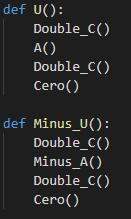 def U():
    Double_C()
    A()
    Double_C()
    Cero()

def Minus_U():
    Double_C()
    Minus_A()
    Double_C()
    Cero()